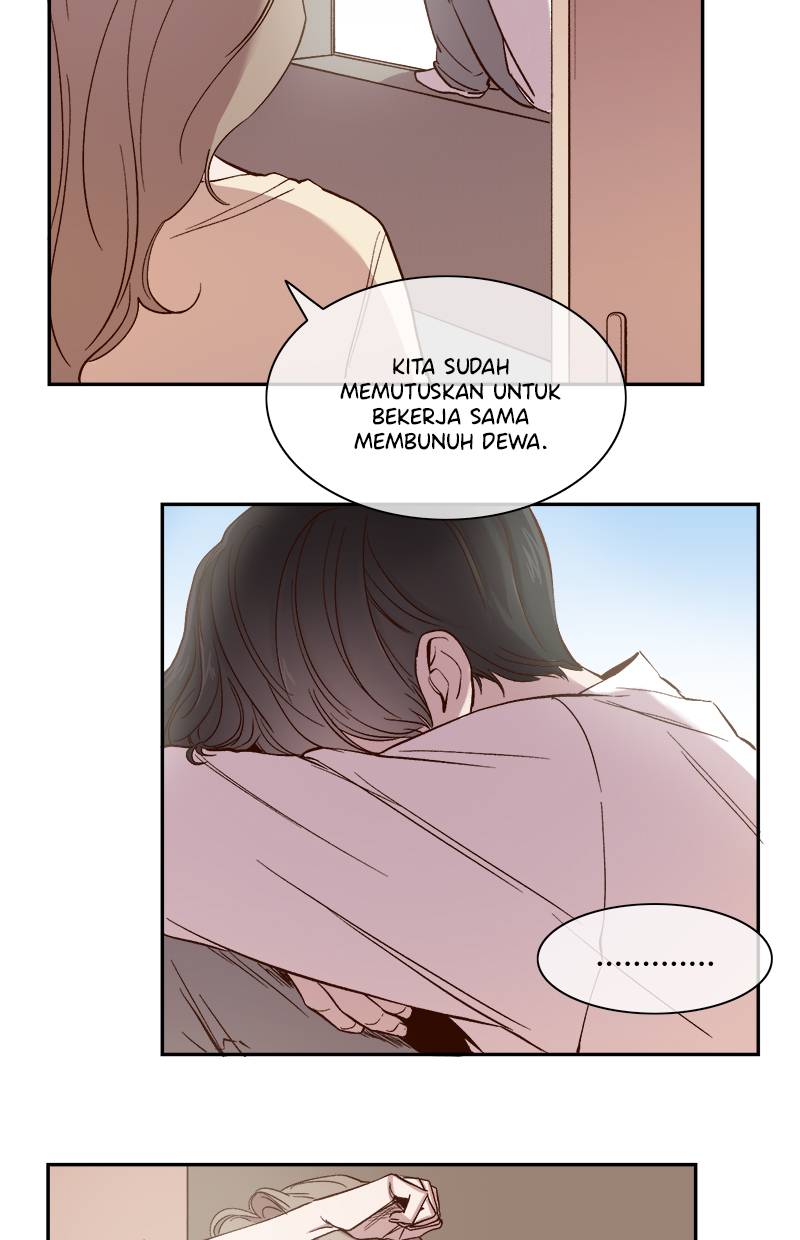 KITA SUDAH
MEMUTUSKAN UNTUK
BEKERJA SAMA
MEMBUNUH DEWA.
.............